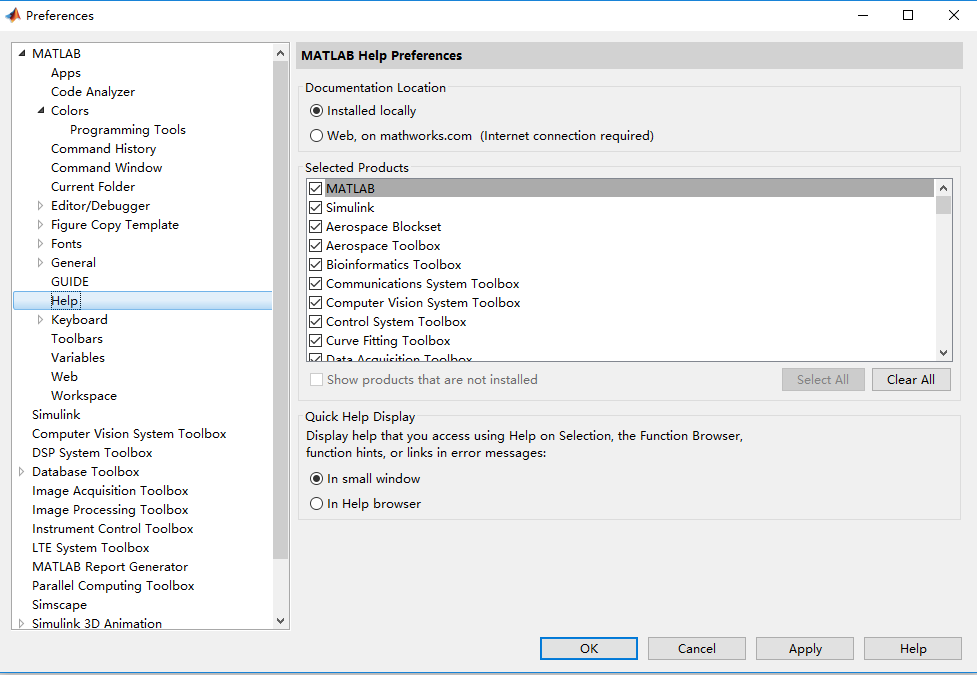 Preferences
MATLAB
Apps
Code Analyzer
Colors
Programming Tools
Command History
Command Window
Current Folder
Editor/Debugger
Figure Copy Template
Fonts
General
GUIDE
Help
Keyboard
Toolbars
Variables
Web
Workspace
Simulink
Computer Vision System Toolbox
DSP System Toolbox
Database Toolbox
Image Acquisition Toolbox
Image Processing Toolbox
Instrument Control Toolbox
LTE System Toolbox
MATLAB Report Generator
Parallel Computing Toolbox
Simscape
Simulink 3D Animation
MATLAB Help Preferences
Documentation Location
Installed locally
Web, on mathworks.com (Internet connection required)
Selected Products
MATLAB
Simulink
Aerospace Blockset
Aerospace Toolbox
Bioinformatics Toolbox
Communications System Toolbox
Computer Vision System Toolbox
Control System Toolbox
Curve Fitting Toolbox
Data Acquisition Toolbox
Show products that are not installed
Select All
Clear All
Quick Help Display
Display help that you access using Help on Selection, the Function Browser,
function hints, or links in error messages:
In small window
In Help browser
OK
Cancel
Apply
Help